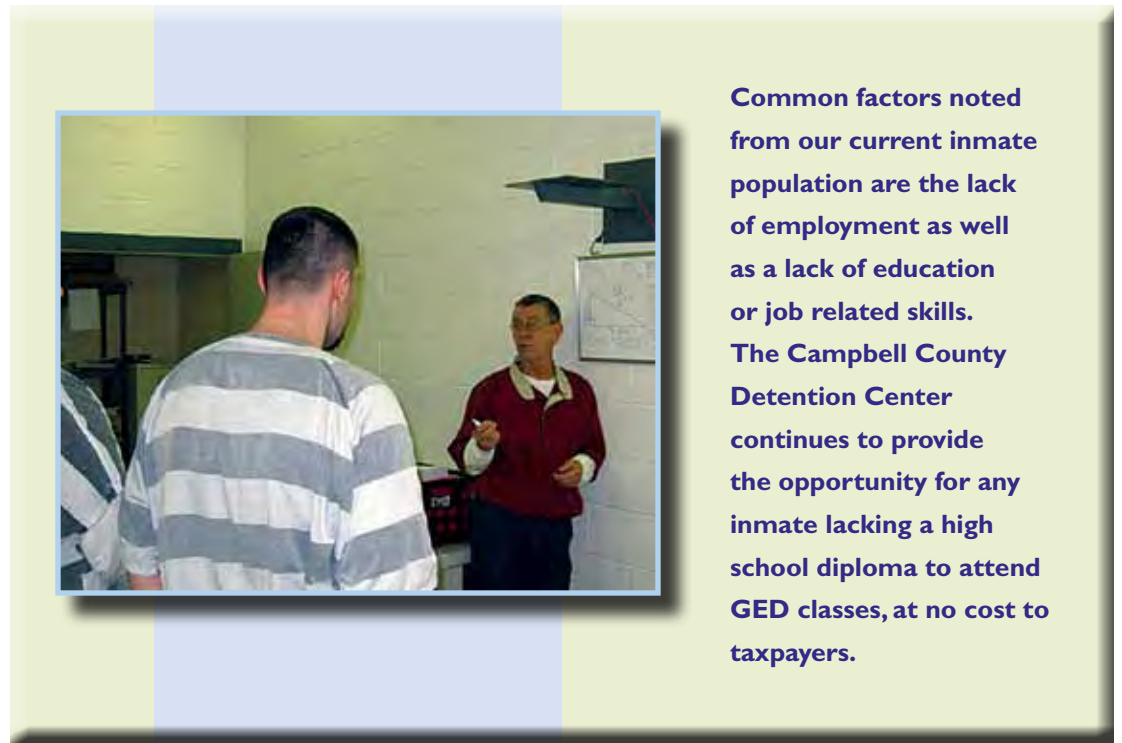 Common factors noted
from our current inmate
population are the lack
of employment as well
as a lack of education
or job related skills.
The Campbell County
Detention Center
continues to provide
the opportunity for any
inmate lacking a high
school diploma to attend
GED classes, at no cost to
taxpayers.